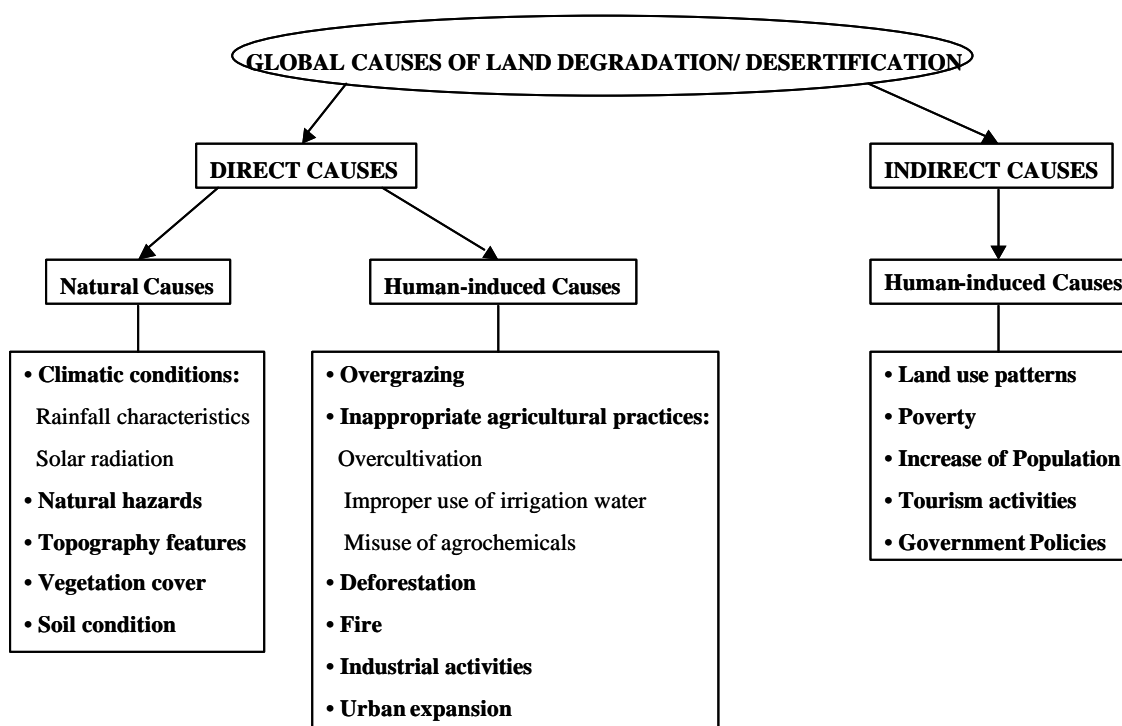 GLOBAL CAUSES OF LAND DEGRADATION/ DESERTIFICATION
DIRECT CAUSES
INDIRECT CAUSES
Natural Causes
Human-induced Causes
Human-induced Causes
• Climatic conditions:
Rainfall characteristics
Solar radiation
• Natural hazards
• Topography features
• Vegetation cover
• Soil condition
• Overgrazing
• Inappropriate agricultural practices:
Overcultivation
Improper use of irrigation water
Misuse of agrochemicals
• Deforestation
• Fire
• Industrial activities
• Urban expansion
• Land use patterns
• Poverty
• Increase of Population
• Tourism activities
• Government Policies